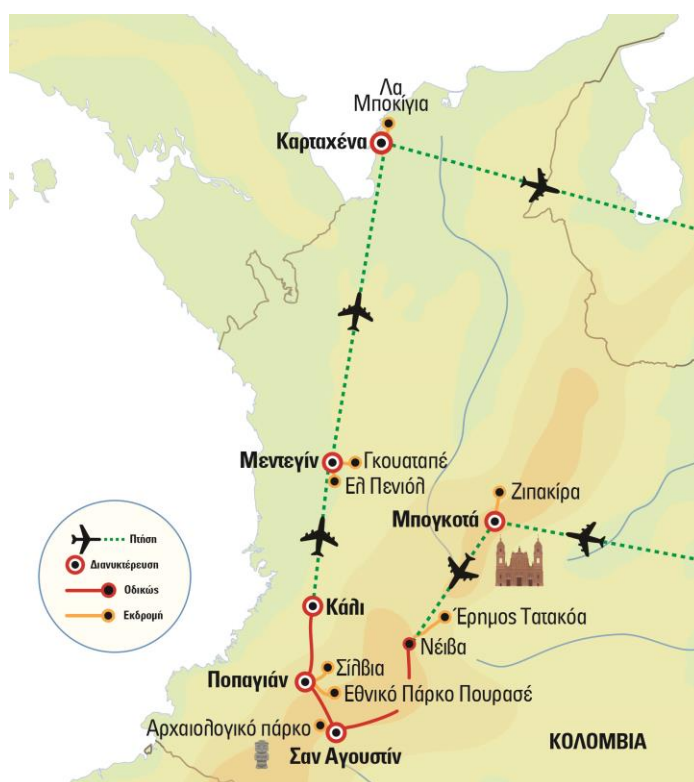 Λα
Μποκίγια
Καρταχένα
Μεντεγίν
Γκουαταπέ
Ελ Πενιόλ
Ζιπακίρα
Μπογκοτά
Πτήση
Διανυκτέρευση
Οδικώς
Εκδρομή
Κάλι
Έρημος Τατακόα
Νέιβα
Σίλβια
Ποπαγιάν
Εθνικό Πάρκο Πουρασέ
Αρχαιολογικό πάρκο
Σαν Αγουστίν
ΚΟΛΟΜΒΙΑ